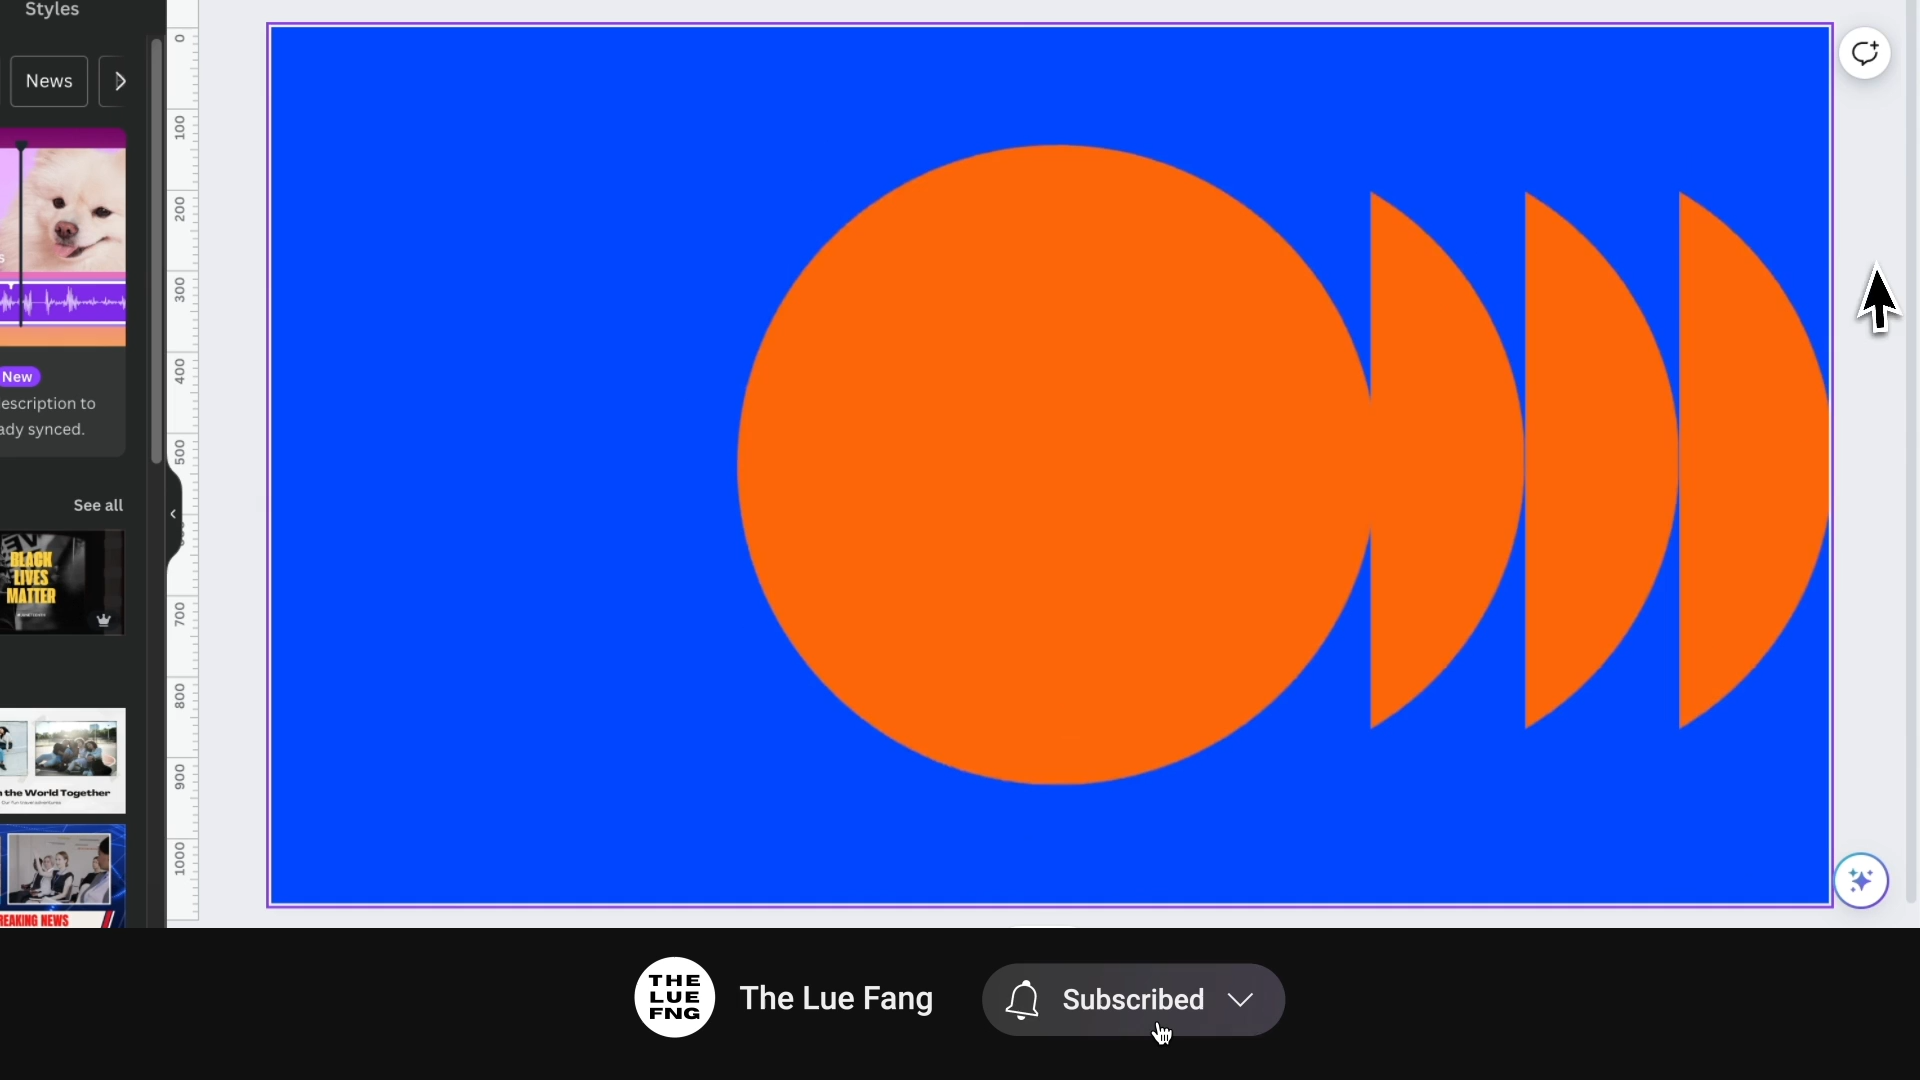 Styles
News
s
New
escription to
ady synced.
See all
BLACK
LIVES
MATTER
n the World Together
REAKING NEWS
0
100
200
300
400
500
700
800
900
1000
THE
LUE
FNG
The Lue Fang
Subscribed